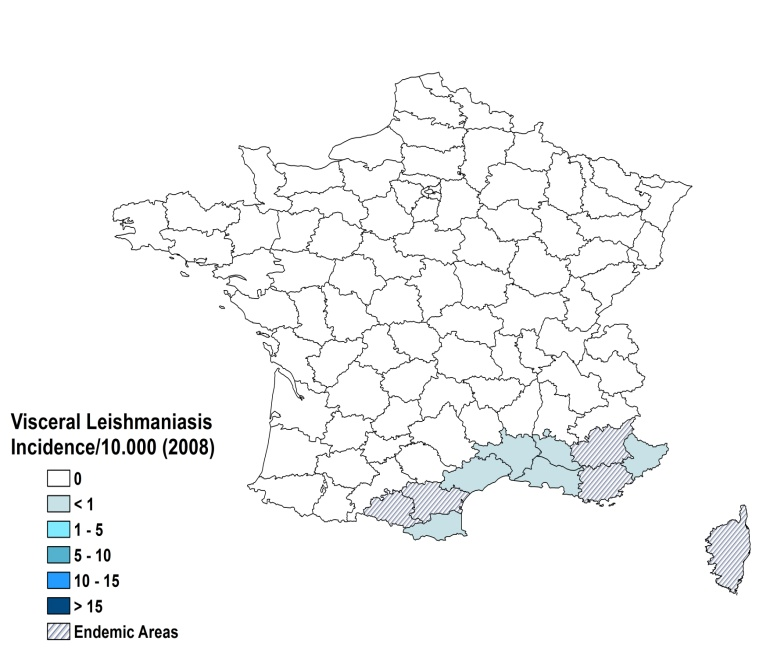 Visceral Leishmaniasis
Incidence/10.000 (2008)
0
< 1
1 - 5
5 - 10
10 - 15
> 15
Endemic Areas